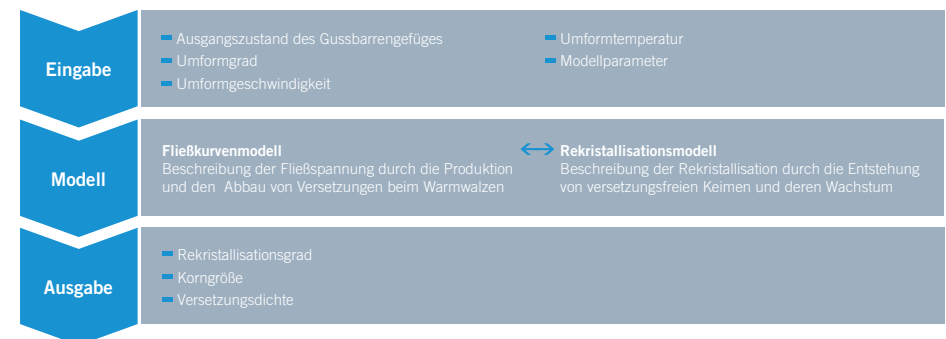 Eingabe
Ausgangszustand des Gussbarrengefüges
Umformgrad
Umformgeschwindigkeit
Umformtemperatur
Modellparameter
Modell
Fließkurvenmodell
Beschreibung der Fließspannung durch die Produktion
und den Abbau von Versetzungen beim Warmwalzen
Rekristallisationsmodell
Beschreibung der Rekristallisation durch die Entstehung
von versetzungsfreien Keimen und deren Wachstum
Ausgabe
Rekristallisationsgrad
Korngröße
Versetzungsdichte